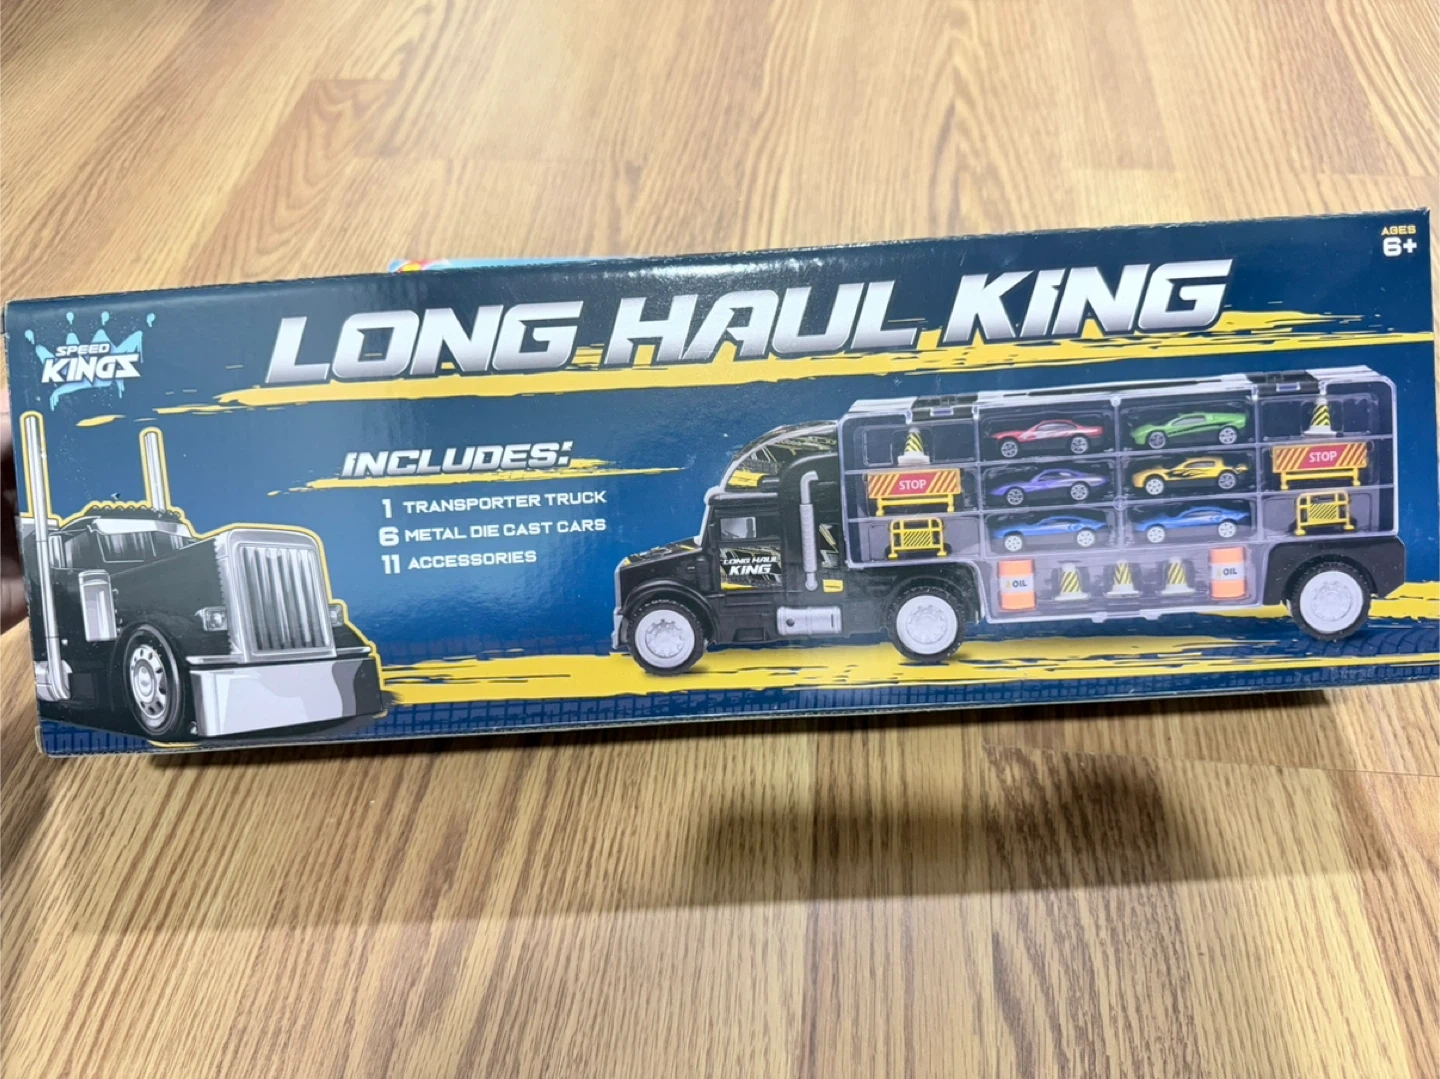 AGES
6+
LONG HAUL KING
SPEED
KINGS
INCLUDES:
1 TRANSPORTER TRUCK
6 METAL DIE CAST CARS
11 ACCESSORIES
STOP
STOP
LONG HAUL
KING
OIL
OIL